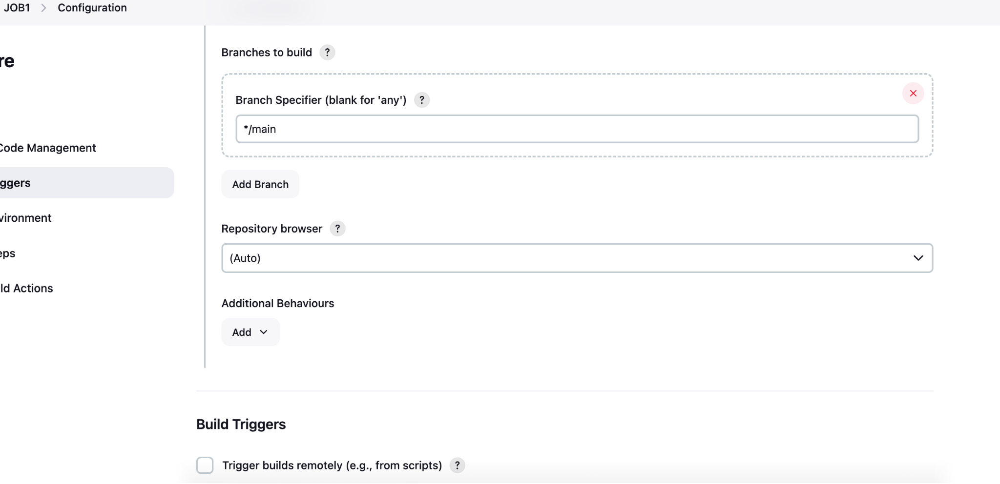 JOB1 > Configuration
re
Code Management
ggers
vironment
eps
ld Actions
Branches to build ?
Branch Specifier (blank for 'any') ?
*/main
Add Branch
Repository browser ?
(Auto)
Additional Behaviours
Add
Build Triggers
Trigger builds remotely (e.g., from scripts) ?